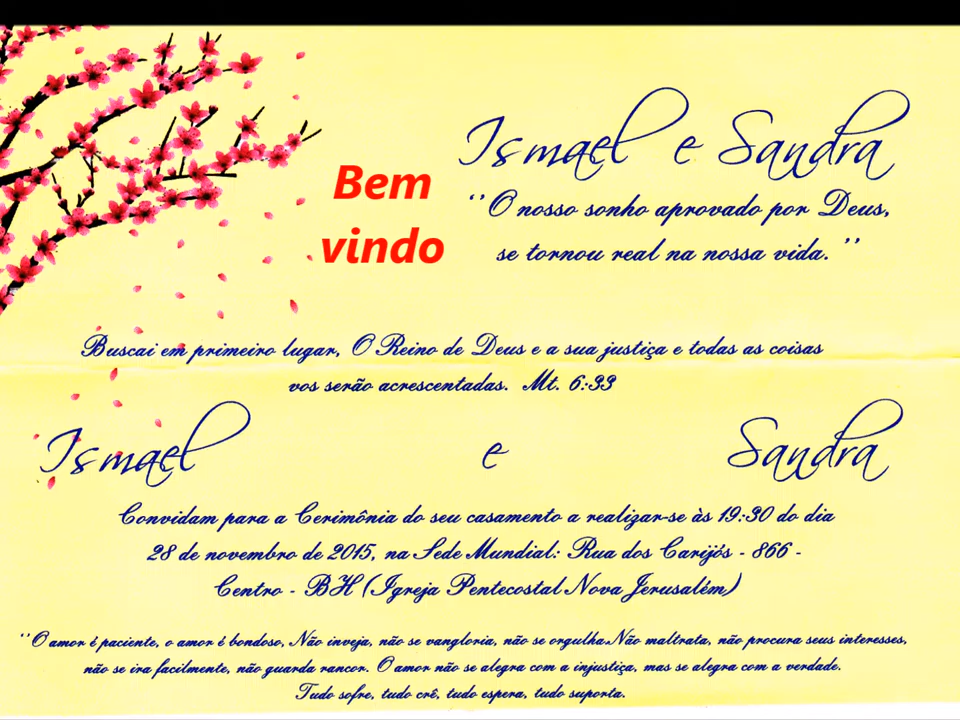 Ismael e Sandra
Bem
vindo
‘‘O nosso sonho aprovado por Deus,
se tornou real na nossa vida.’’
Buscai em primeiro lugar, O Reino de Deus e a sua justiça e todas as coisas
vos serão acrescentadas. Mt. 6:33
Ismael e Sandra
Convidam para a Cerimônia do seu casamento a realizar-se às 19:30 do dia
28 de novembro de 2015, na Sede Mundial: Rua dos Carijós - 866 -
Centro - BH (Igreja Pentecostal Nova Jerusalém)
‘‘O amor é paciente, o amor é bondoso, Não inveja, não se vangloria, não se orgulha.Não maltrata, não procura seus interesses,
não se ira facilmente, não guarda rancor. O amor não se alegra com a injustiça, mas se alegra com a verdade.
Tudo sofre, tudo crê, tudo espera, tudo suporta.